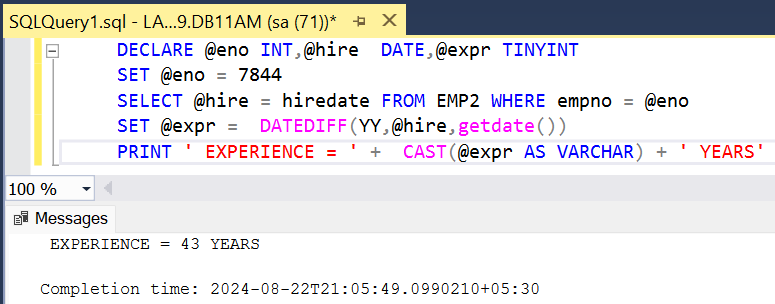 SQLQuery1.sql - LA...9.DB11AM (sa (71))*
DECLARE @eno INT,@hire  DATE,@expr TINYINT
SET @eno = 7844
SELECT @hire = hiredate FROM EMP2 WHERE empno = @eno
SET @expr =  DATEDIFF(YY,@hire,getdate())
PRINT ' EXPERIENCE = ' +  CAST(@expr AS VARCHAR) + ' YEARS'
100 %
Messages
EXPERIENCE = 43 YEARS
Completion time: 2024-08-22T21:05:49.0990210+05:30